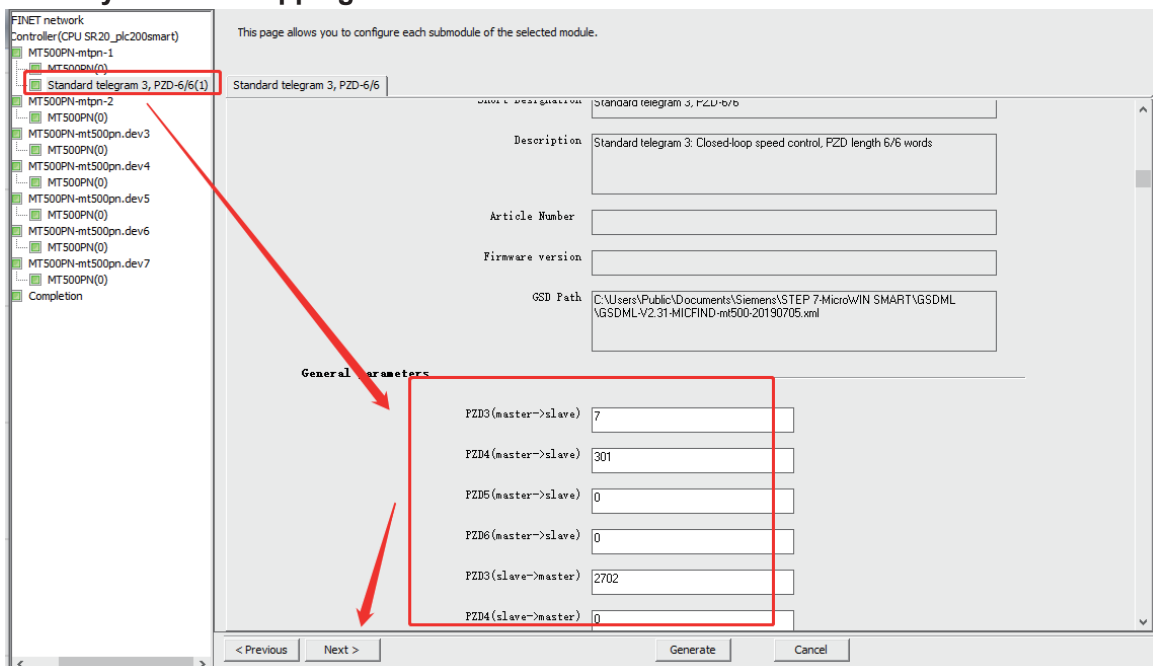 FINET network
Controller(CPU SR20_plc200smart)
MT500PN-mtpn-1
MT500PN(0)
Standard telegram 3, PZD-6/6(1)
MT500PN-mtpn-2
MT500PN(0)
MT500PN-mt500pn.dev3
MT500PN(0)
MT500PN-mt500pn.dev4
MT500PN(0)
MT500PN-mt500pn.dev5
MT500PN(0)
MT500PN-mt500pn.dev6
MT500PN(0)
MT500PN-mt500pn.dev7
MT500PN(0)
Completion
This page allows you to configure each submodule of the selected module.
Standard telegram 3, PZD-6/6
Short Designation Standard telegram 3, PZD-6/6
Description Standard telegram 3: Closed-loop speed control, PZD length 6/6 words
Article Number
Firmware version
GSD Path C:\Users\Public\Documents\Siemens\STEP 7-MicroWIN SMART\GSDML
\GSDML-V2.31-MICFIND-mt500-20190705.xml
General parameters
PZD3(master->slave) 7
PZD4(master->slave) 301
PZD5(master->slave) 0
PZD6(master->slave) 0
PZD3(slave->master) 2702
PZD4(slave->master) 0
< Previous Next > Generate Cancel